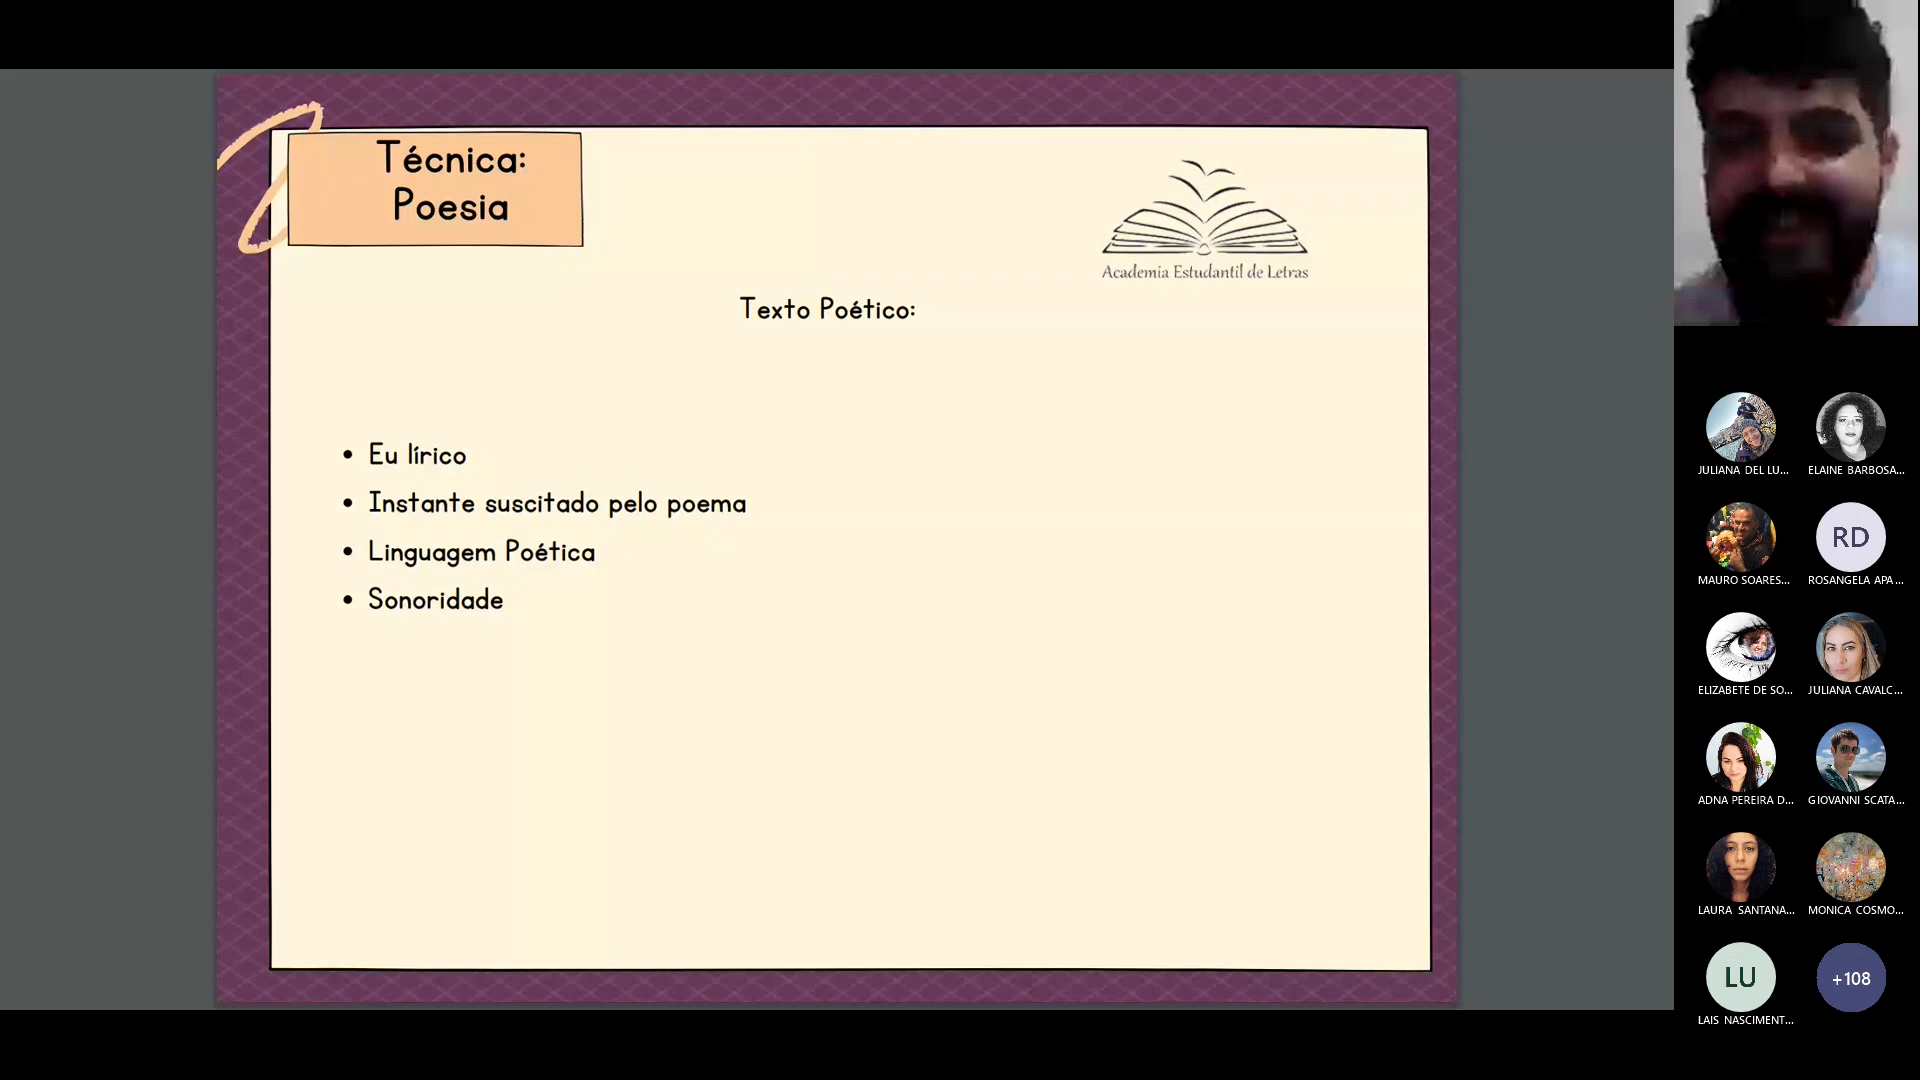 Técnica:
Poesia
Academia Estudantil de Letras
Texto Poético:
• Eu lírico
• Instante suscitado pelo poema
• Linguagem Poética
• Sonoridade
JULIANA DEL LU...
ELAINE BARBOSA...
MAURO SOARES...
RD
ROSANGELA APA...
ELIZABETE DE SO...
JULIANA CAVALC...
ADNA PEREIRA D...
GIOVANNI SCATA...
LAURA SANTANA...
MONICA COSMO...
LU
+108
LAIS NASCIMENT...